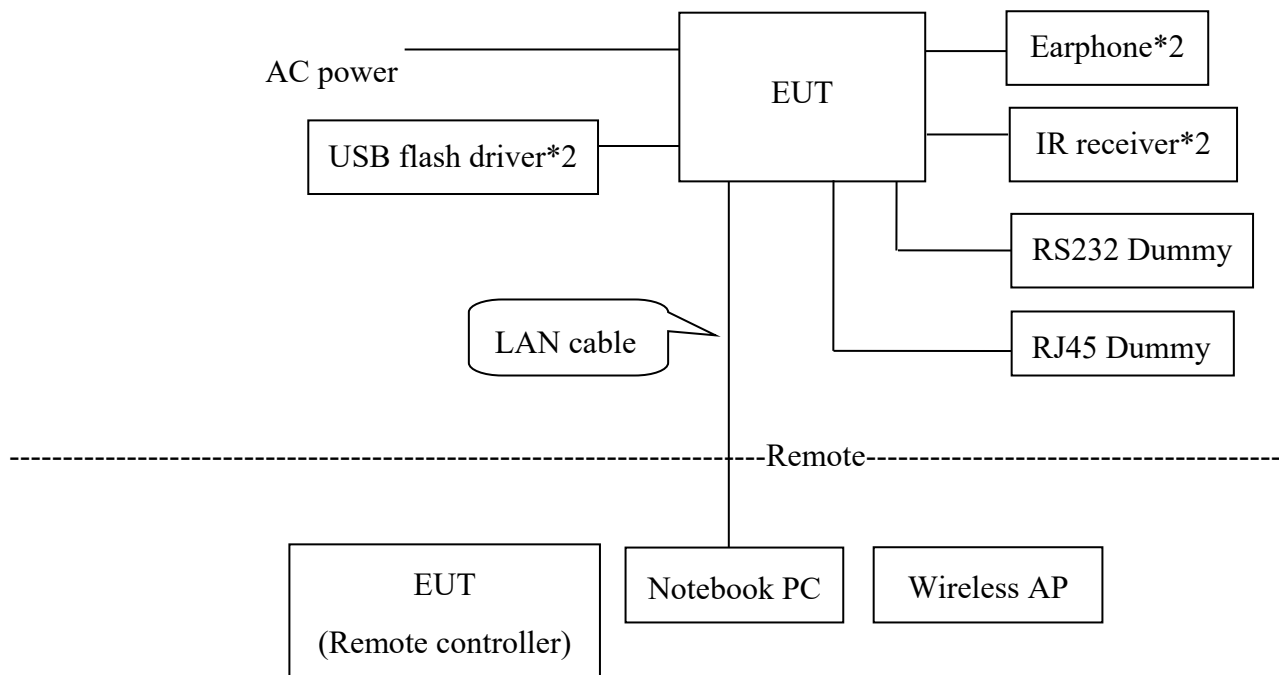 AC power
EUT
Earphone*2
USB flash driver*2
IR receiver*2
RS232 Dummy
LAN cable
RJ45 Dummy
Remote
EUT
(Remote controller)
Notebook PC
Wireless AP